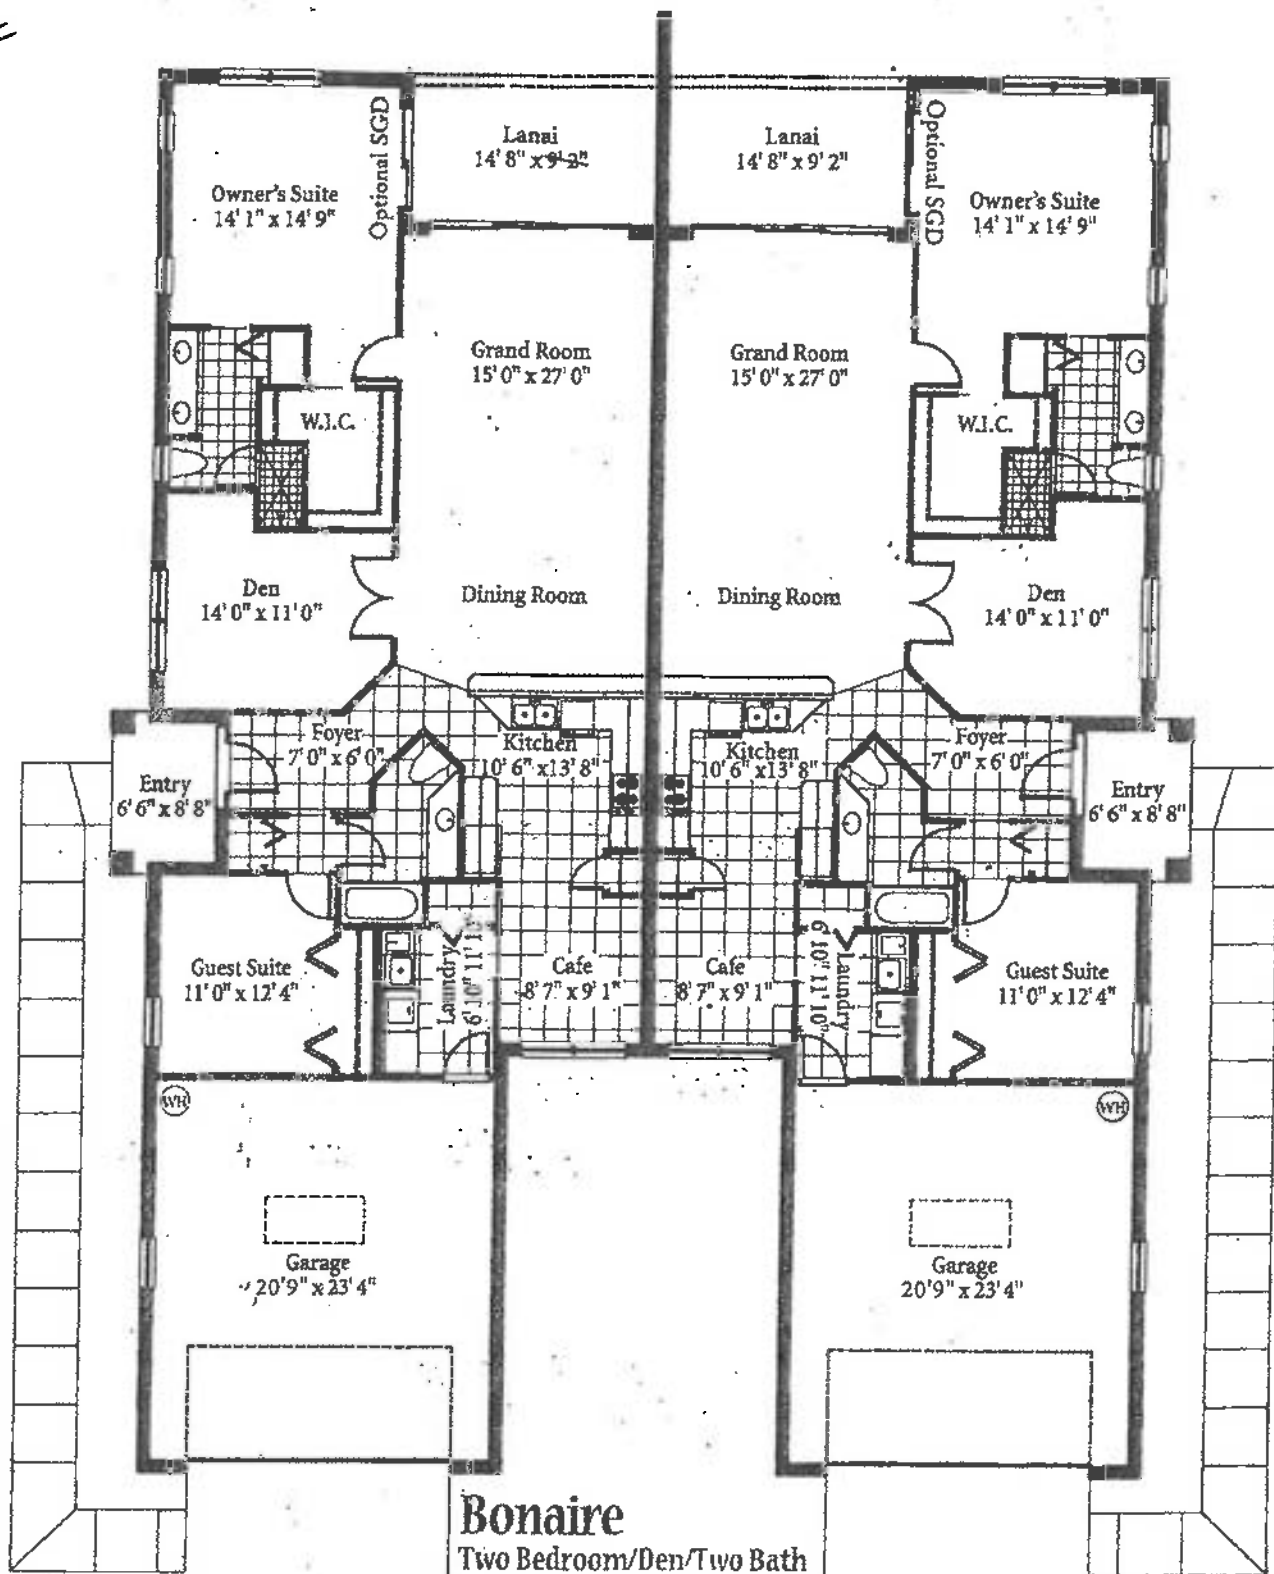 Optional SGD
Lanai
14' 8" x 9' 2"
Lanai
14' 8" x 9' 2"
Optional SGD
Owner's Suite
14' 1" x 14' 9"
Owner's Suite
14' 1" x 14' 9"
Grand Room
15' 0" x 27' 0"
Grand Room
15' 0" x 27' 0"
W.I.C.
W.I.C.
Den
14' 0" x 11' 0"
Dining Room
Dining Room
Den
14' 0" x 11' 0"
Foyer
7' 0" x 6' 0"
Kitchen
10' 6" x13' 8"
Kitchen
10' 6" x13' 8"
Foyer
7' 0" x 6' 0"
Entry
6' 6" x 8' 8"
Entry
6' 6" x 8' 8"
Guest Suite
11' 0" x 12' 4"
Laundry
6' 10" 11' 10"
Cafe
8' 7" x 9' 1"
Cafe
8' 7" x 9' 1"
Laundry
6' 10" 11' 10"
Guest Suite
11' 0" x 12' 4"
WH
WH
Garage
20' 9" x 23' 4"
Garage
20' 9" x 23' 4"
Bonaire
Two Bedroom/Den/Two Bath